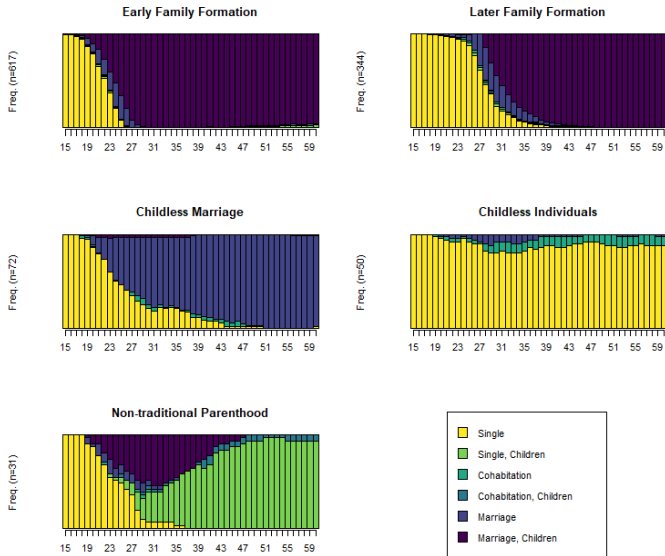 Early Family Formation
Later Family Formation
Freq. (n=617)
15 19 23 27 31 35 39 43 47 51 55 59
Freq. (n=344)
15 19 23 27 31 35 39 43 47 51 55 59
Childless Marriage
Childless Individuals
Freq. (n=72)
15 19 23 27 31 35 39 43 47 51 55 59
Freq. (n=50)
15 19 23 27 31 35 39 43 47 51 55 59
Non-traditional Parenthood
Freq. (n=31)
15 19 23 27 31 35 39 43 47 51 55 59
Single
Single, Children
Cohabitation
Cohabitation, Children
Marriage
Marriage, Children